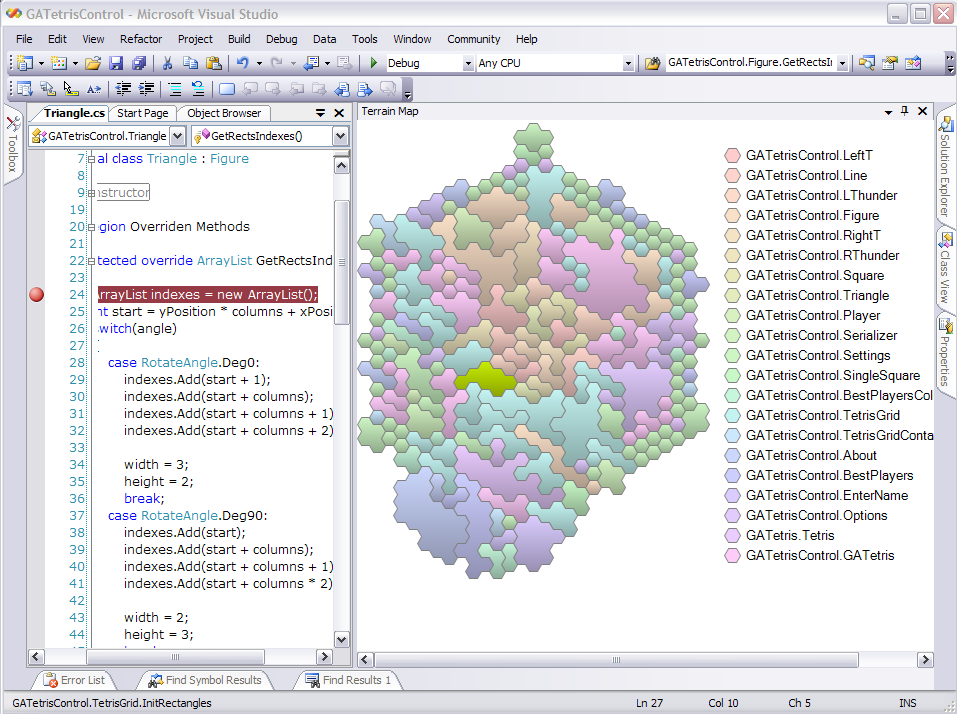 GATetrisControl - Microsoft Visual Studio
File Edit View Refactor Project Build Debug Data Tools Window Community Help
Debug Any CPU GATetrisControl.Figure.GetRectsI
Triangle.cs Start Page Object Browser
GATetrisControl.Triangle GetRectsIndexes()
7 al class Triangle : Figure
8
9 nstructor
19
20 gion Overriden Methods
21
22 tected override ArrayList GetRectsInd
23
24 ArrayList indexes = new ArrayList();
25 nt start = yPosition * columns + xPosi
26 switch(angle)
27 {
28 case RotateAngle.Deg0:
29 indexes.Add(start + 1);
30 indexes.Add(start + columns);
31 indexes.Add(start + columns + 1)
32 indexes.Add(start + columns + 2)
33
34 width = 3;
35 height = 2;
36 break;
37 case RotateAngle.Deg90:
38 indexes.Add(start);
39 indexes.Add(start + columns);
40 indexes.Add(start + columns + 1)
41 indexes.Add(start + columns * 2)
42
43 width = 2;
44 height = 3;
Toolbox
Terrain Map
GATetrisControl.LeftT
GATetrisControl.Line
GATetrisControl.LThunder
GATetrisControl.Figure
GATetrisControl.RightT
GATetrisControl.RThunder
GATetrisControl.Square
GATetrisControl.Triangle
GATetrisControl.Player
GATetrisControl.Serializer
GATetrisControl.Settings
GATetrisControl.SingleSquare
GATetrisControl.BestPlayersCol
GATetrisControl.TetrisGrid
GATetrisControl.TetrisGridConta
GATetrisControl.About
GATetrisControl.BestPlayers
GATetrisControl.EnterName
GATetrisControl.Options
GATetris.Tetris
GATetrisControl.GATetris
Solution Explorer
Class View
Properties
Error List Find Symbol Results Find Results 1
GATetrisControl.TetrisGrid.InitRectangles Ln 27 Col 10 Ch 5 INS